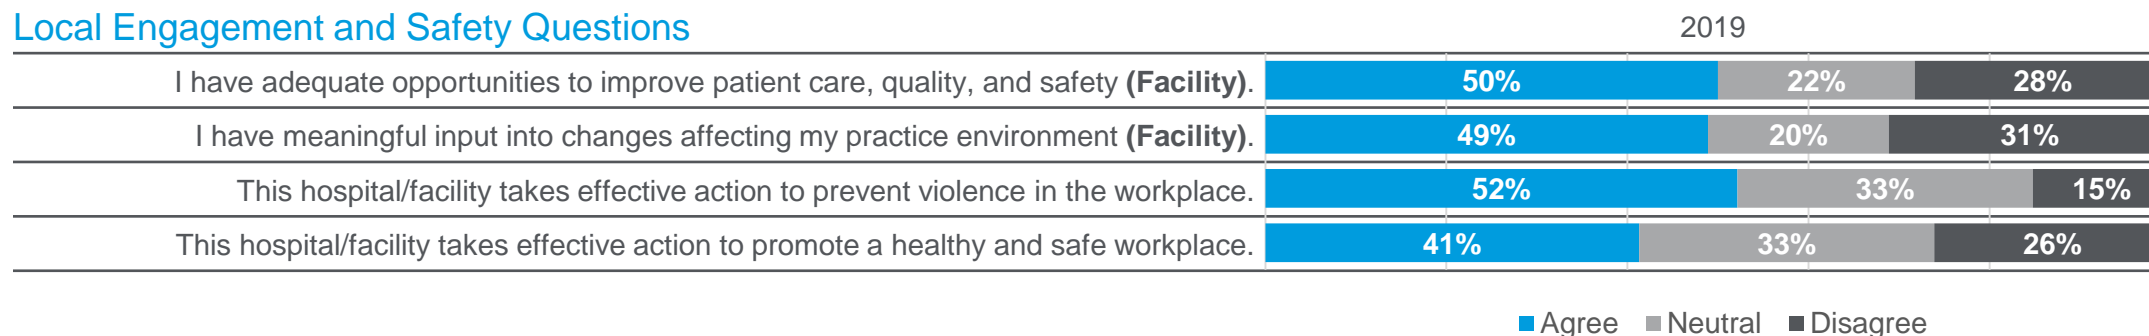 Local Engagement and Safety Questions 2019
I have adequate opportunities to improve patient care, quality, and safety (Facility). 50% 22% 28%
I have meaningful input into changes affecting my practice environment (Facility). 49% 20% 31%
This hospital/facility takes effective action to prevent violence in the workplace. 52% 33% 15%
This hospital/facility takes effective action to promote a healthy and safe workplace. 41% 33% 26%
Agree Neutral Disagree